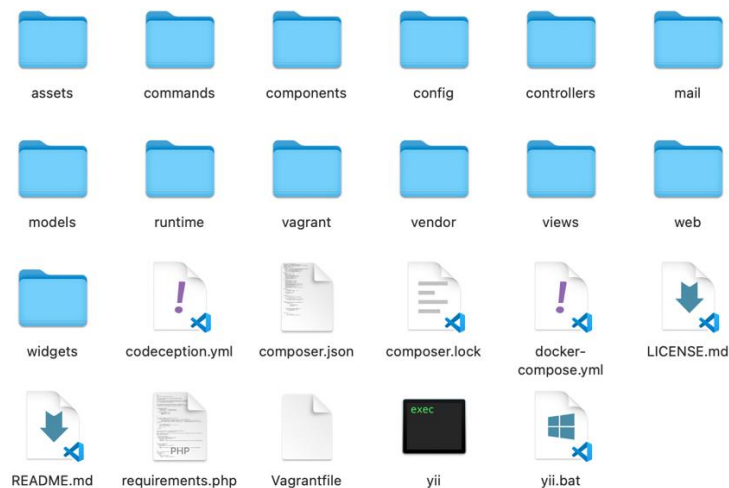 assets
commands
components
config
controllers
mail
models
runtime
vagrant
vendor
views
web
widgets
codeception.yml
composer.json
composer.lock
docker-
compose.yml
LICENSE.md
PHP
exec
README.md
requirements.php
Vagrantfile
yii
yii.bat